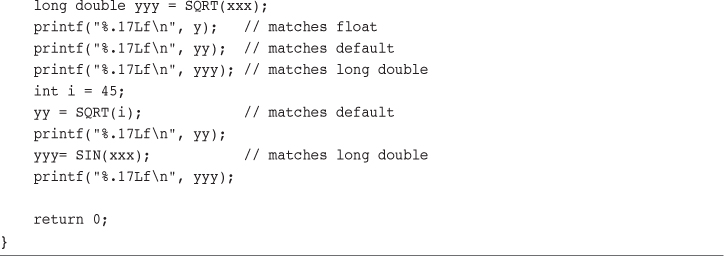 long double yyy = SQRT(xxx);
printf("%.17Lf\n", y);   // matches float
printf("%.17Lf\n", yy);  // matches default
printf("%.17Lf\n", yyy); // matches long double
int i = 45;
yy = SQRT(i);            // matches default
printf("%.17Lf\n", yy);
yyy= SIN(xxx);           // matches long double
printf("%.17Lf\n", yyy);
return 0;
}